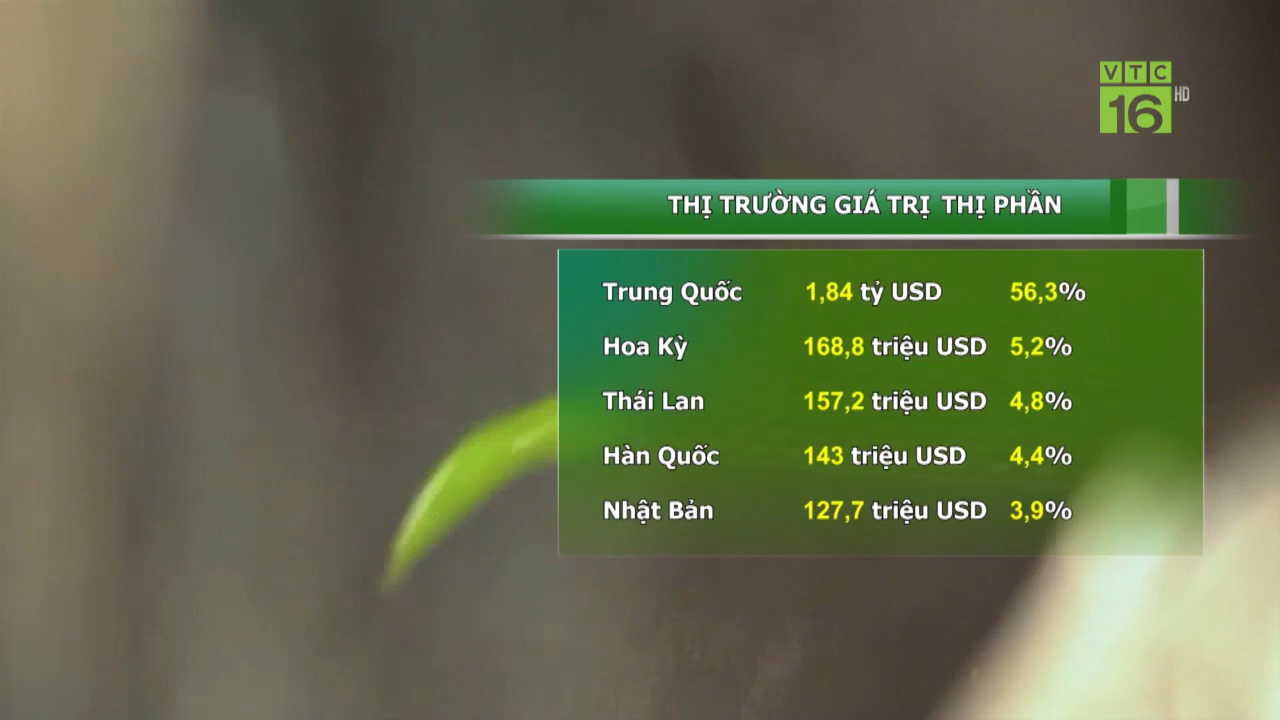 VTC
16 HD
THỊ TRƯỜNG GIÁ TRỊ THỊ PHẦN
Trung Quốc 1,84 tỷ USD 56,3%
Hoa Kỳ 168,8 triệu USD 5,2%
Thái Lan 157,2 triệu USD 4,8%
Hàn Quốc 143 triệu USD 4,4%
Nhật Bản 127,7 triệu USD 3,9%